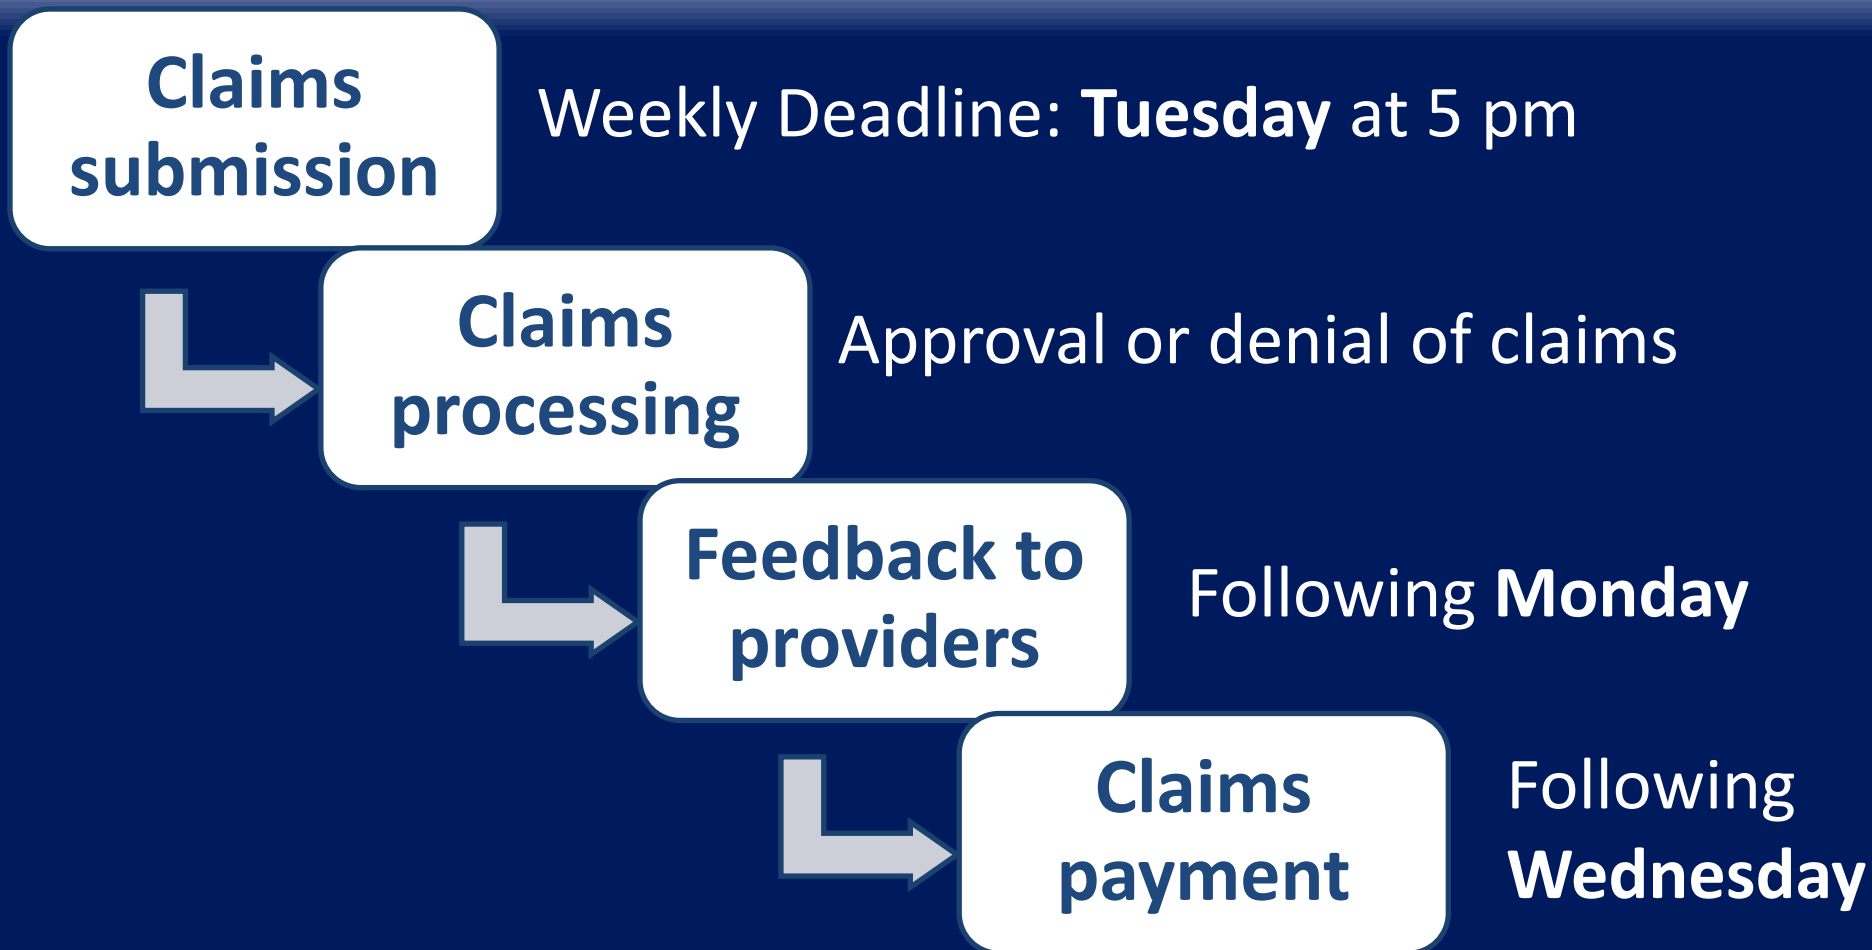 Claims
submission
Weekly Deadline: Tuesday at 5 pm
Claims
processing
Approval or denial of claims
Feedback to
providers
Following Monday
Claims
payment
Following
Wednesday